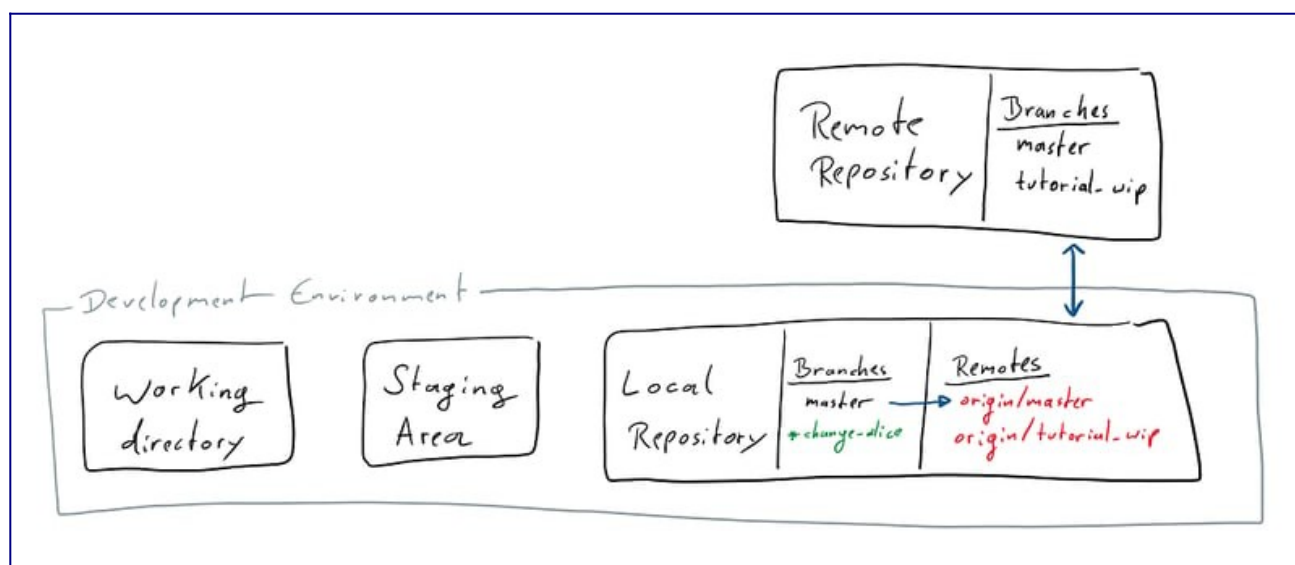 Remote
Repository
Branches
master
tutorial_wip
Development Environment
Working
directory
Staging
Area
Local
Repository
Branches
master
*change-alice
Remotes
origin/master
origin/tutorial_wip